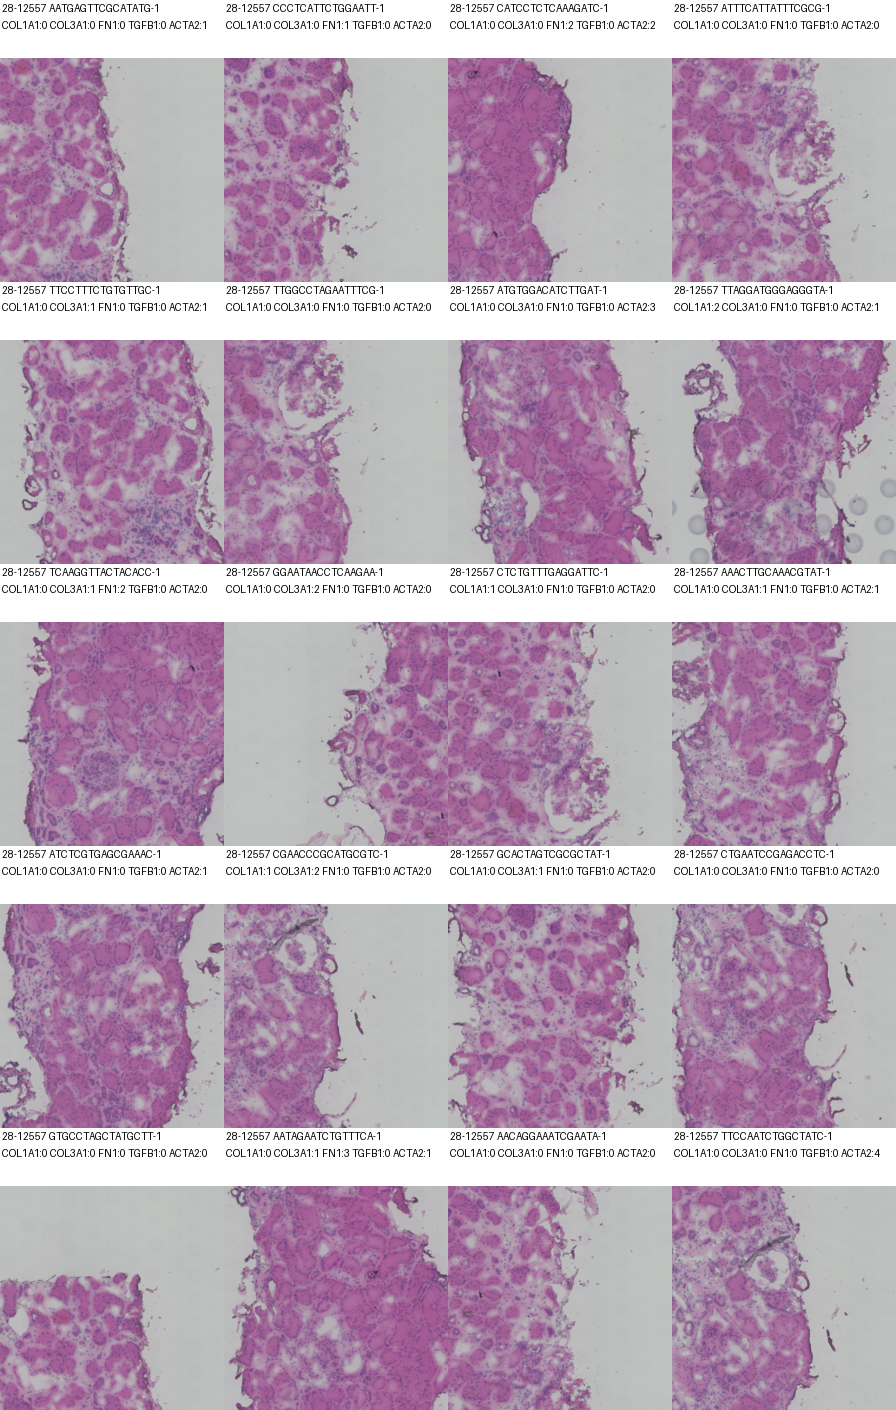 28-12557 AATGAGTTCGCATATG-1
COL1A1:0 COL3A1:0 FN1:0 TGFB1:0 ACTA2:1
28-12557 CCCTCATTCTGGAATT-1
COL1A1:0 COL3A1:0 FN1:1 TGFB1:0 ACTA2:0
28-12557 CATCCTCTCAAAGATC-1
COL1A1:0 COL3A1:0 FN1:2 TGFB1:0 ACTA2:2
28-12557 ATTTCATTATTTCGCG-1
COL1A1:0 COL3A1:0 FN1:0 TGFB1:0 ACTA2:0
28-12557 TTCCTTTCTGTGTTGC-1
COL1A1:0 COL3A1:1 FN1:0 TGFB1:0 ACTA2:1
28-12557 TTGGCCTAGAATTTCG-1
COL1A1:0 COL3A1:0 FN1:0 TGFB1:0 ACTA2:0
28-12557 ATGTGGACATCTTGAT-1
COL1A1:0 COL3A1:0 FN1:0 TGFB1:0 ACTA2:3
28-12557 TTAGGATGGGAGGGTA-1
COL1A1:2 COL3A1:0 FN1:0 TGFB1:0 ACTA2:1
28-12557 TCAAGGTTACTACACC-1
COL1A1:0 COL3A1:1 FN1:2 TGFB1:0 ACTA2:0
28-12557 GGAATAACCTCAAGAA-1
COL1A1:0 COL3A1:2 FN1:0 TGFB1:0 ACTA2:0
28-12557 CTCTGTTTGAGGATTC-1
COL1A1:1 COL3A1:0 FN1:0 TGFB1:0 ACTA2:0
28-12557 AAACTTGCAAACGTAT-1
COL1A1:0 COL3A1:1 FN1:0 TGFB1:0 ACTA2:1
28-12557 ATCTCGTGAGCGAAAC-1
COL1A1:0 COL3A1:0 FN1:0 TGFB1:0 ACTA2:1
28-12557 CGAACCCGCATGCGTC-1
COL1A1:1 COL3A1:2 FN1:0 TGFB1:0 ACTA2:0
28-12557 GCACTAGTCGCGCTAT-1
COL1A1:0 COL3A1:1 FN1:0 TGFB1:0 ACTA2:0
28-12557 CTGAATCCGAGACCTC-1
COL1A1:0 COL3A1:0 FN1:0 TGFB1:0 ACTA2:0
28-12557 GTGCCTAGCTATGCTT-1
COL1A1:0 COL3A1:0 FN1:0 TGFB1:0 ACTA2:0
28-12557 AATAGAATCTGTTTCA-1
COL1A1:0 COL3A1:1 FN1:3 TGFB1:0 ACTA2:1
28-12557 AACAGGAAATCGAATA-1
COL1A1:0 COL3A1:0 FN1:0 TGFB1:0 ACTA2:0
28-12557 TTCCAATCTGGCTATC-1
COL1A1:0 COL3A1:0 FN1:0 TGFB1:0 ACTA2:4